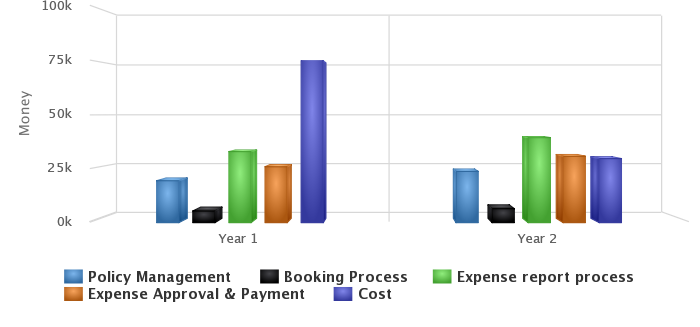 100k
75k
50k
25k
0k
Money
Year 1
Year 2
Policy Management
Booking Process
Expense report process
Expense Approval & Payment
Cost